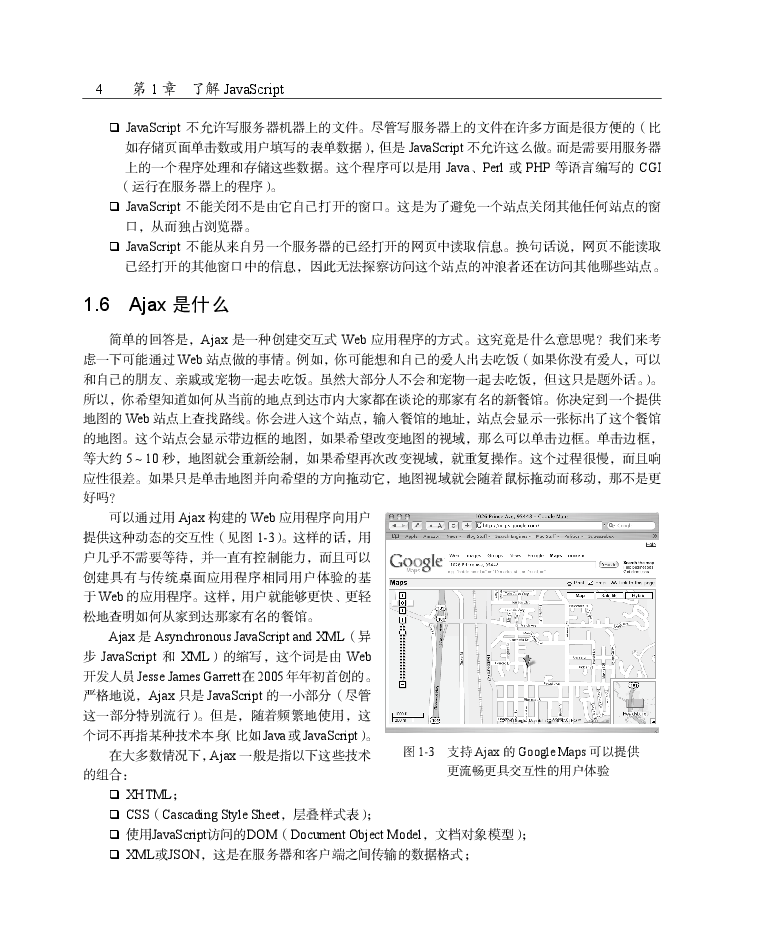 4 第 1 章 了解 JavaScript
❑ JavaScript 不允许写服务器机器上的文件。尽管写服务器上的文件在许多方面是很方便的（比
如存储页面单击数或用户填写的表单数据），但是 JavaScript 不允许这么做。而是需要用服务器
上的一个程序处理和存储这些数据。这个程序可以是用 Java、Perl 或 PHP 等语言编写的 CGI
（运行在服务器上的程序）。
❑ JavaScript 不能关闭不是由它自己打开的窗口。这是为了避免一个站点关闭其他任何站点的窗
口，从而独占浏览器。
❑ JavaScript 不能从来自另一个服务器的已经打开的网页中读取信息。换句话说，网页不能读取
已经打开的其他窗口中的信息，因此无法探察访问这个站点的冲浪者还在访问其他哪些站点。
1.6 Ajax 是什么
简单的回答是，Ajax 是一种创建交互式 Web 应用程序的方式。这究竟是什么意思呢？我们来考
虑一下可能通过 Web 站点做的事情。例如，你可能想和自己的爱人出去吃饭（如果你没有爱人，可以
和自己的朋友、亲戚或宠物一起去吃饭。虽然大部分人不会和宠物一起去吃饭，但这只是题外话。）。
所以，你希望知道如何从当前的地点到达市内大家都在谈论的那家有名的新餐馆。你决定到一个提供
地图的 Web 站点上查找路线。你会进入这个站点，输入餐馆的地址，站点会显示一张标出了这个餐馆
的地图。这个站点会显示带边框的地图，如果希望改变地图的视域，那么可以单击边框。单击边框，
等大约 5～10 秒，地图就会重新绘制，如果希望再次改变视域，就重复操作。这个过程很慢，而且响
应性很差。如果只是单击地图并向希望的方向拖动它，地图视域就会随着鼠标拖动而移动，那不是更
好吗？
可以通过用 Ajax 构建的 Web 应用程序向用户
提供这种动态的交互性（见图 1-3）。这样的话，用
户几乎不需要等待，并一直有控制能力，而且可以
创建具有与传统桌面应用程序相同用户体验的基
于 Web 的应用程序。这样，用户就能够更快、更轻
松地查明如何从家到达那家有名的餐馆。
Ajax 是 Asynchronous JavaScript and XML（异
步 JavaScript 和 XML）的缩写，这个词是由 Web
开发人员 Jesse James Garrett 在 2005 年年初首创的。
严格地说，Ajax 只是 JavaScript 的一小部分（尽管
这一部分特别流行）。但是，随着频繁地使用，这
个词不再指某种技术本身（比如 Java 或 JavaScript）。
在大多数情况下，Ajax 一般是指以下这些技术
的组合：
Google
Maps
图 1-3 支持 Ajax 的 Google Maps 可以提供
更流畅更具交互性的用户体验
❑ XHTML；
❑ CSS（Cascading Style Sheet，层叠样式表）；
❑ 使用JavaScript访问的DOM（Document Object Model，文档对象模型）；
❑ XML或JSON，这是在服务器和客户端之间传输的数据格式；